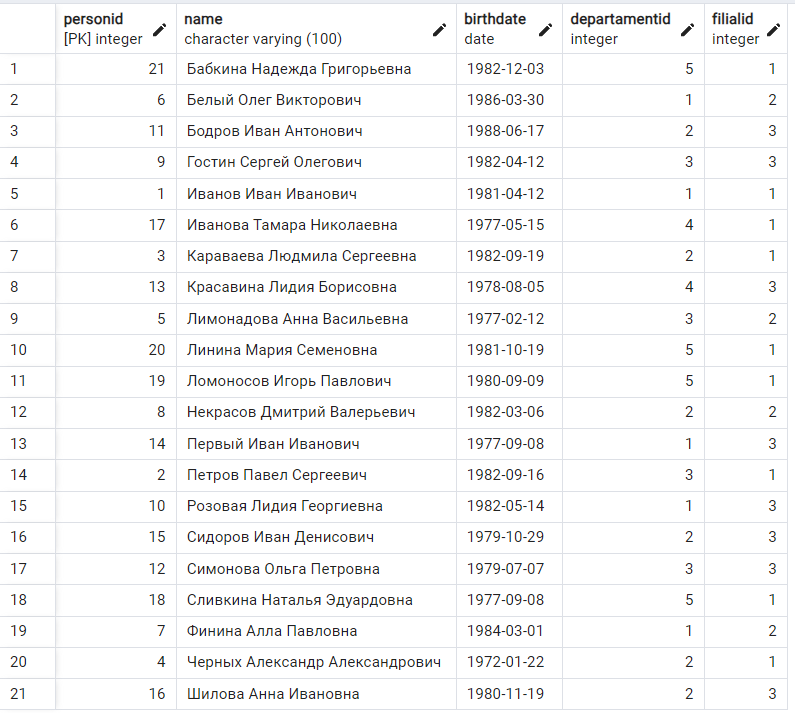 personid name birthdate departamentid filialid
[PK] integer character varying (100) date integer integer
1 21 Бабкина Надежда Григорьевна 1982-12-03 5 1
2 6 Белый Олег Викторович 1986-03-30 1 2
3 11 Бодров Иван Антонович 1988-06-17 2 3
4 9 Гостин Сергей Олегович 1982-04-12 3 3
5 1 Иванов Иван Иванович 1981-04-12 1 1
6 17 Иванова Тамара Николаевна 1977-05-15 4 1
7 3 Караваева Людмила Сергеевна 1982-09-19 2 1
8 13 Красавина Лидия Борисовна 1978-08-05 4 3
9 5 Лимонадова Анна Васильевна 1977-02-12 3 2
10 20 Линина Мария Семеновна 1981-10-19 5 1
11 19 Ломоносов Игорь Павлович 1980-09-09 5 1
12 8 Некрасов Дмитрий Валерьевич 1982-03-06 2 2
13 14 Первый Иван Иванович 1977-09-08 1 3
14 2 Петров Павел Сергеевич 1982-09-16 3 1
15 10 Розовая Лидия Георгиевна 1982-05-14 1 3
16 15 Сидоров Иван Денисович 1979-10-29 2 3
17 12 Симонова Ольга Петровна 1979-07-07 3 3
18 18 Сливкина Наталья Эдуардовна 1977-09-08 5 1
19 7 Финина Алла Павловна 1984-03-01 1 2
20 4 Черных Александр Александрович 1972-01-22 2 1
21 16 Шилова Анна Ивановна 1980-11-19 2 3